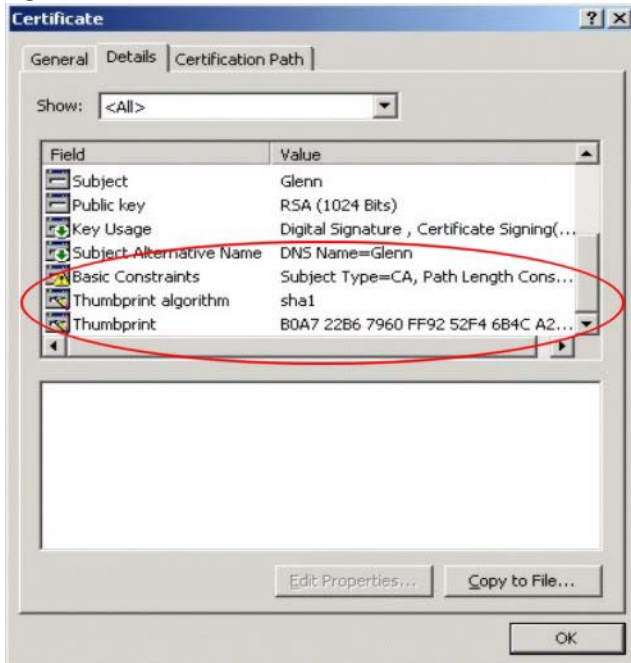 Certificate
General Details Certification Path
Show: <All>
Field Value
Subject Glenn
Public key RSA (1024 Bits)
Key Usage Digital Signature , Certificate Signing(...
Subject Alternative Name DNS Name=Glenn
Basic Constraints Subject Type=CA, Path Length Cons...
Thumbprint algorithm sha1
Thumbprint B0A7 22B6 7960 FF92 52F4 6B4C A2...
Edit Properties... Copy to File...
OK